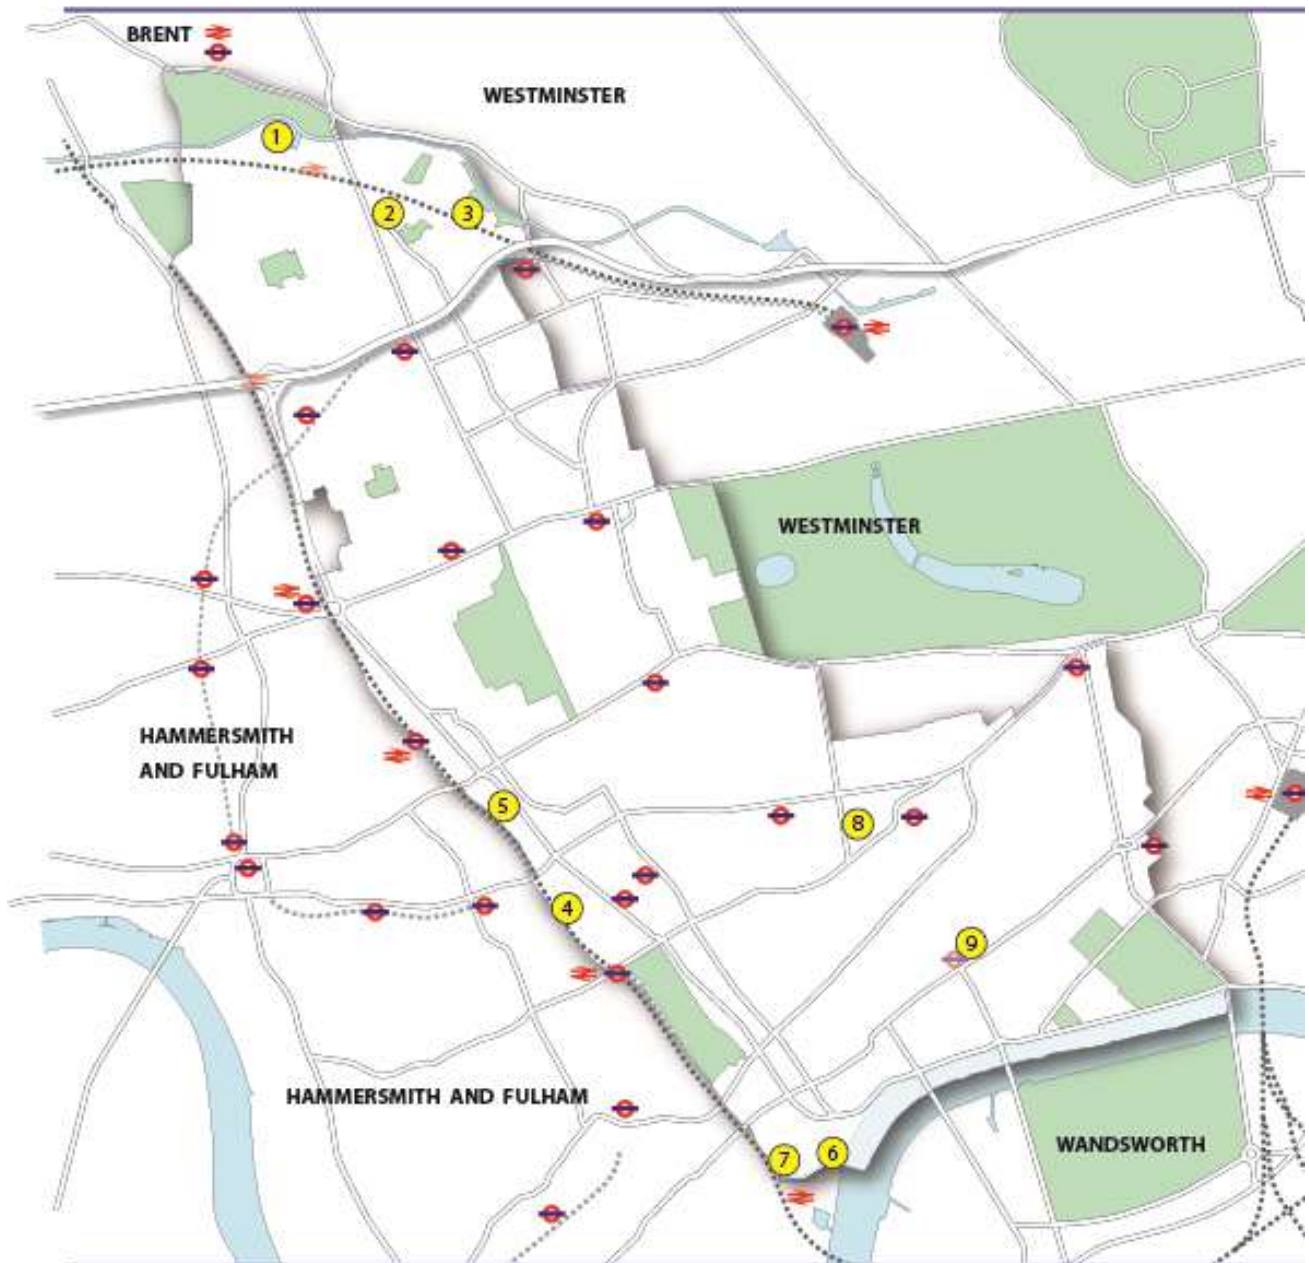 BRENT
WESTMINSTER
1
2
3
WESTMINSTER
HAMMERSMITH
AND FULHAM
5
8
4
9
HAMMERSMITH AND FULHAM
7
6
WANDSWORTH